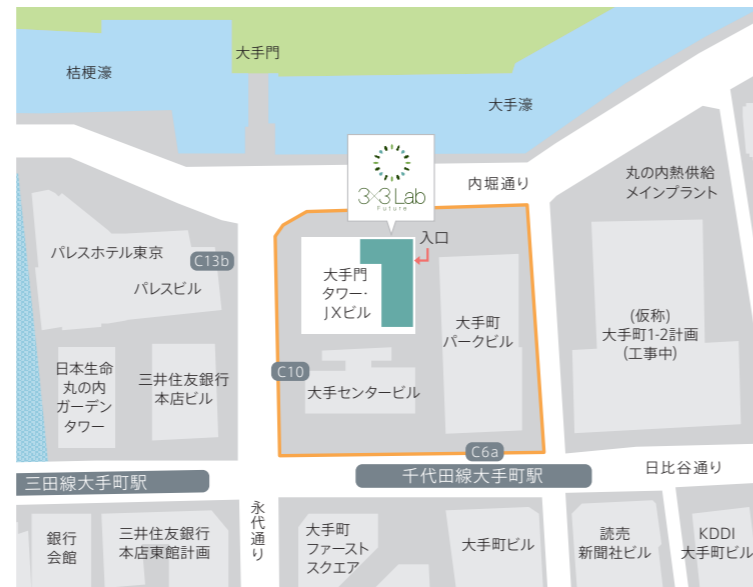 大手門
桔梗濠
大手濠
3×3 Lab
Future
内堀通り
丸の内熱供給
メインプラント
入口
パレスホテル東京
C13b
パレスビル
大手門
タワー・
JXビル
大手町
パークビル
(仮称)
大手町1-2計画
(工事中)
日本生命
丸の内
ガーデン
タワー
三井住友銀行
本店ビル
C10
大手センタービル
C6a
日比谷通り
三田線大手町駅
千代田線大手町駅
永代通り
銀行
会館
三井住友銀行
本店東館計画
大手町
ファースト
スクエア
大手町ビル
読売
新聞社ビル
KDDI
大手町ビル